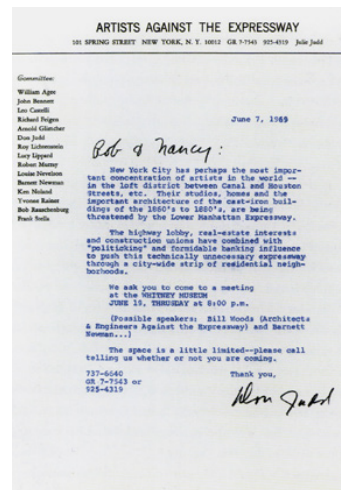 ARTISTS AGAINST THE EXPRESSWAY
101 SPRING STREET NEW YORK, N. Y. 10012 GR 7-7543 925-4319 Julie Judd
Committee:
William Agee
John Bennett
Leo Castelli
Richard Feigen
Arnold Glimcher
Don Judd
Roy Lichtenstein
Lucy Lippard
Robert Murray
Louise Nevelson
Barnett Newman
Ken Noland
Yvonne Rainer
Bob Rauschenburg
Frank Stella
June 7, 1969
Bob & Nancy:
New York City has perhaps the most impor-
tant concentration of artists in the world --
in the loft district between Canal and Houston
Streets, etc. Their studios, homes and the
important architecture of the cast-iron buil-
dings of the 1860's to 1880's, are being
threatened by the Lower Manhattan Expressway.
The highway lobby, real-estate interests
and construction unions have combined with
"politicking" and formidable banking influence
to push this technically unnecessary expressway
through a city-wide strip of residential neigh-
borhoods.
We ask you to come to a meeting
at the WHITNEY MUSEUM
JUNE 19, THRUSDAY at 8:00 p.m.
(Possible speakers: Bill Woods (Architects
& Engineers Against the Expressway) and Barnett
Newman...)
The space is a little limited--please call
telling us whether or not you are coming.
737-6640
GR 7-7543 or
925-4319
Thank you,
Don Judd